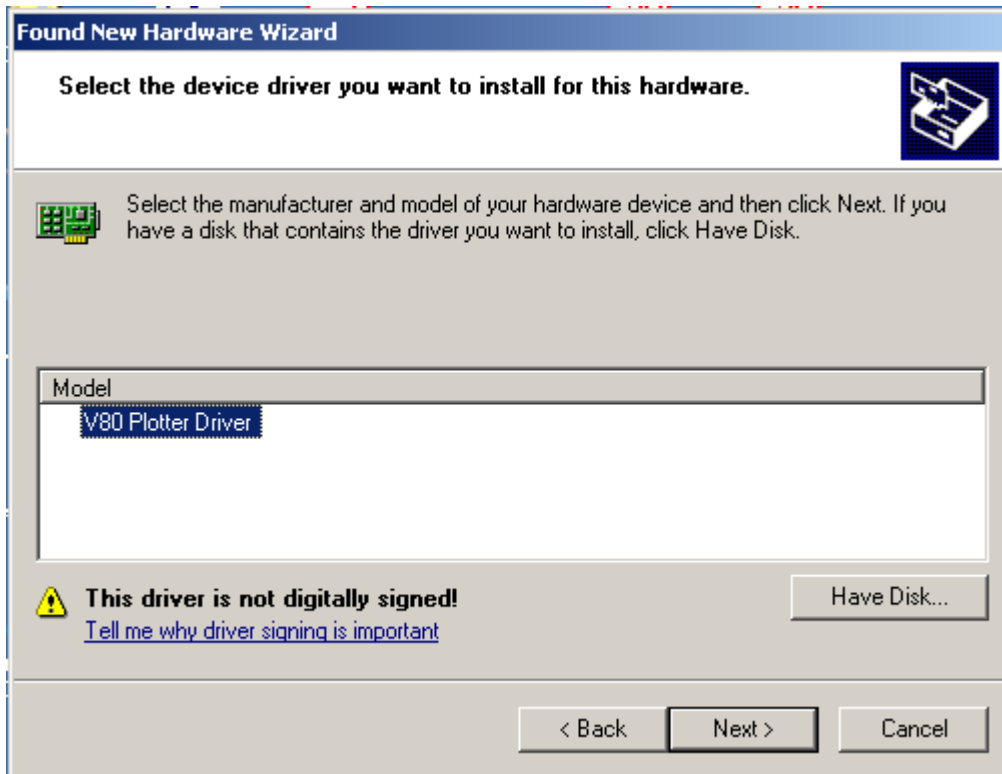 Found New Hardware Wizard
Select the device driver you want to install for this hardware.
Select the manufacturer and model of your hardware device and then click Next. If you
have a disk that contains the driver you want to install, click Have Disk.
Model
V80 Plotter Driver
This driver is not digitally signed!
Have Disk...
Tell me why driver signing is important
< Back
Next >
Cancel